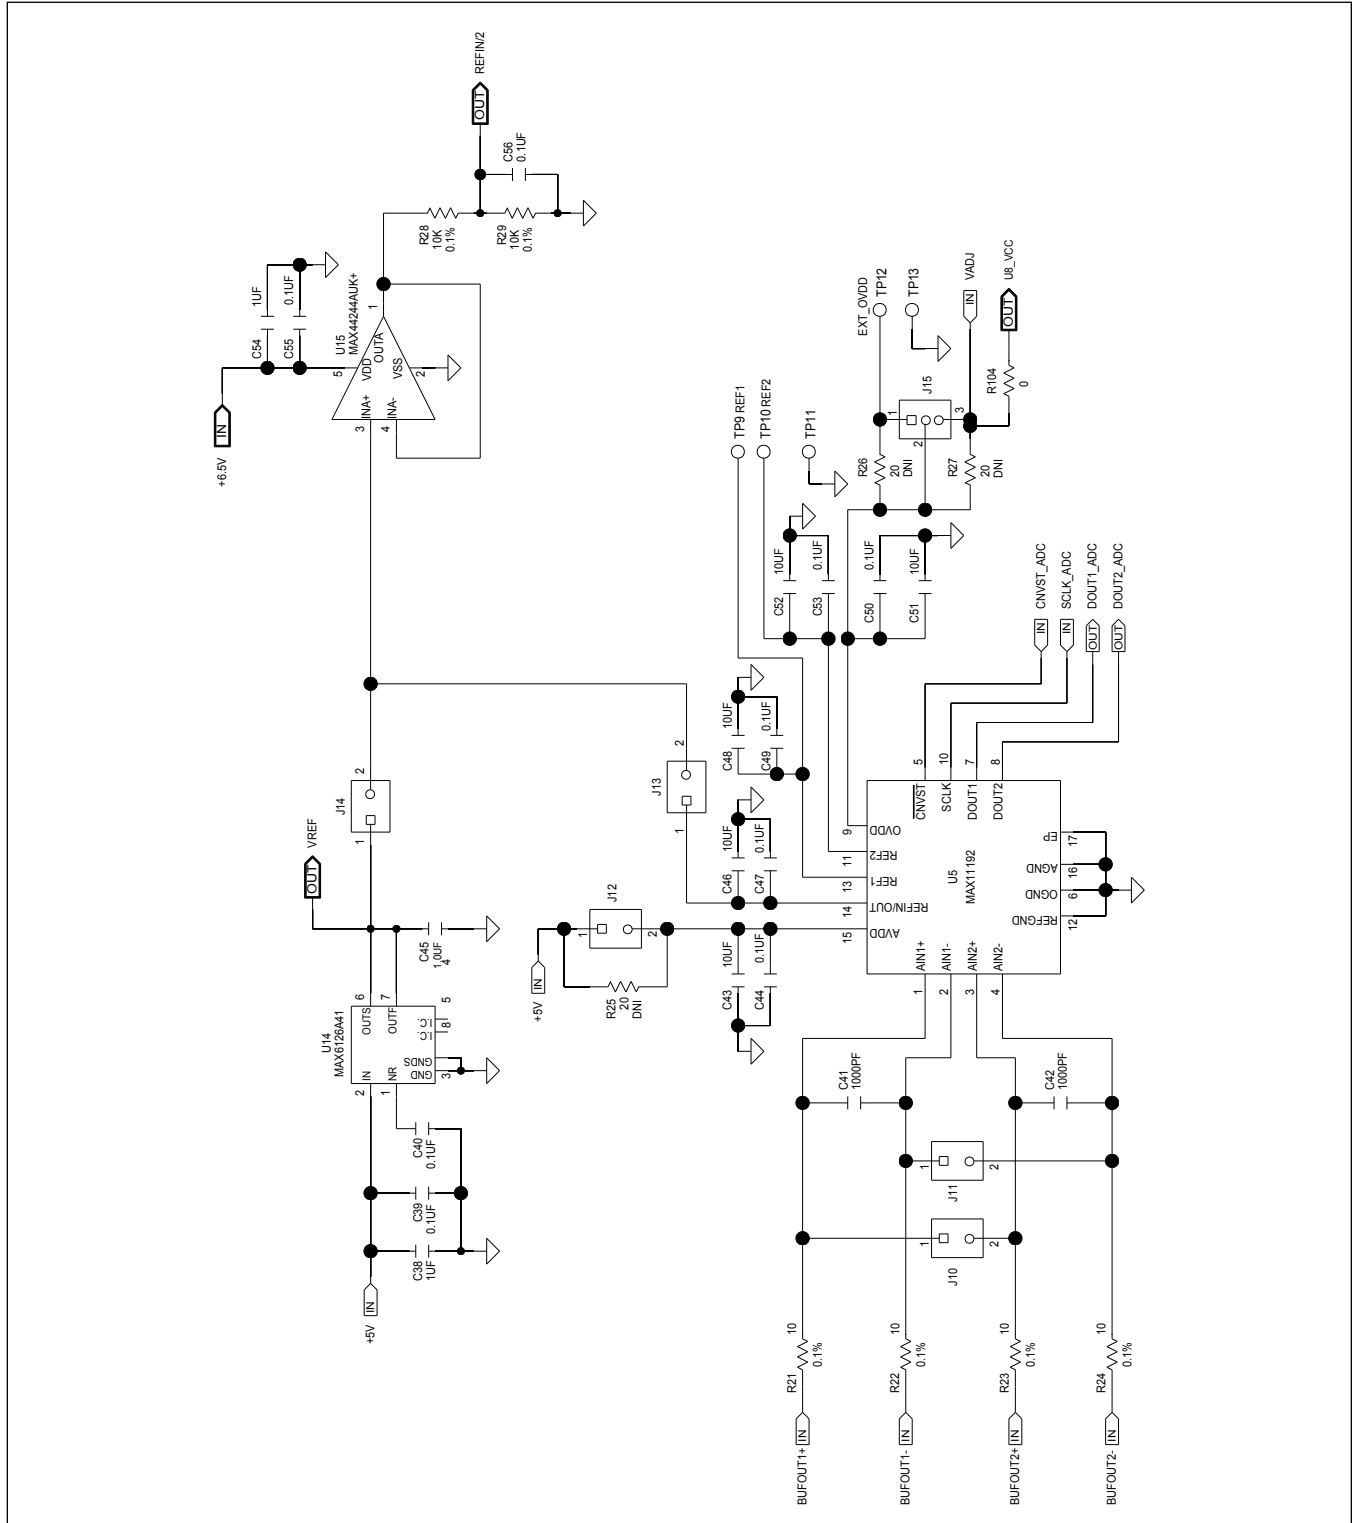 REFIN/2
OUT
C56
0.1UF
R28
10K
0.1%
R29
10K
0.1%
1UF
0.1UF
C54
C55
U15
MAX44244AUK+
1
OUTA
5
VDD
VSS
2
INA+
INA-
3
4
IN
+6.5V
EXT_OVDD
TP12
TP13
IN
VADJ
OUT
U8_VCC
R104
0
J15
1
2
3
R26
20
DNI
R27
20
DNI
TP9 REF1
TP10 REF2
TP11
10UF
0.1UF
C52
C53
0.1UF
10UF
C50
C51
IN
CNVST_ADC
IN
SCLK_ADC
OUT
DOUT1_ADC
OUT
DOUT2_ADC
J14
2
1
J13
2
1
10UF
0.1UF
C48
C49
10UF
0.1UF
C46
C47
OUT
VREF
C45
1.0UF
4
U14
MAX6126A41
6
OUTS
7
OUTF
5
I.C.
I.C.
8
GNDS
GND
3
IN
NR
2
1
C40
0.1UF
C39
0.1UF
C38
1UF
IN
+5V
J12
1
2
+5V
IN
R25
20
DNI
10UF
0.1UF
C43
C44
5
10
7
8
CNVST
SCLK
DOUT1
DOUT2
9
OVDD
11
REF2
13
REF1
14
REFIN/OUT
15
AVDD
U5
MAX11192
EP
17
AGND
16
OGND
6
REFGND
12
AIN1+
AIN1-
AIN2+
AIN2-
1
2
3
4
C41
1000PF
C42
1000PF
1
2
J11
1
2
J10
10
R21
0.1%
10
R22
0.1%
10
R23
0.1%
10
R24
0.1%
BUFOUT1+
IN
BUFOUT1-
IN
BUFOUT2+
IN
BUFOUT2-
IN